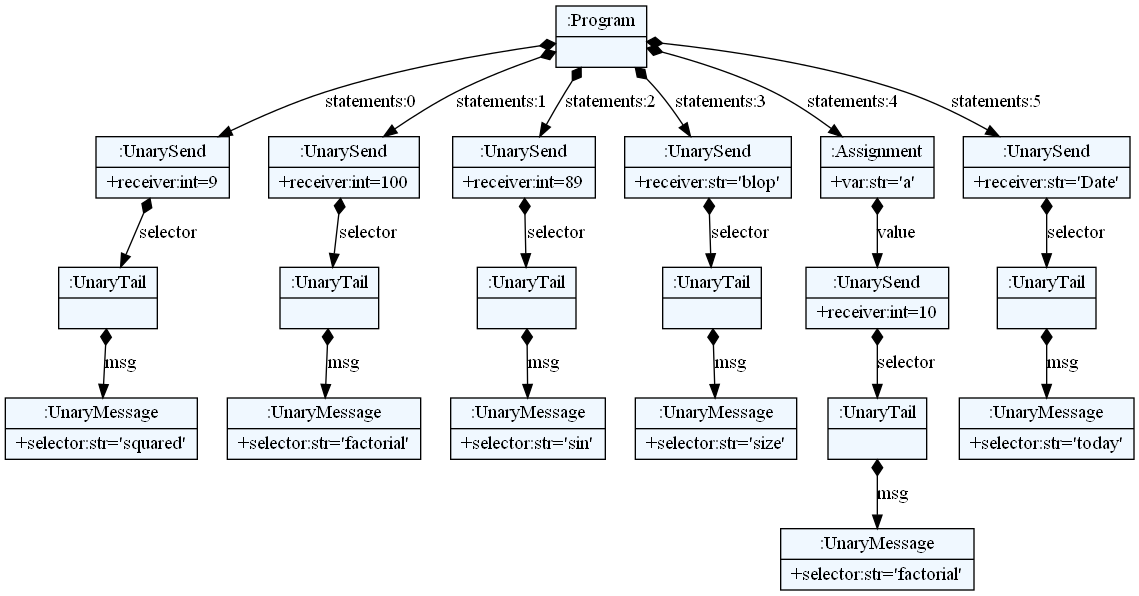 :Program
statements:0
statements:1
statements:2
statements:3
statements:4
statements:5
:UnarySend
+receiver:int=9
:UnarySend
+receiver:int=100
:UnarySend
+receiver:int=89
:UnarySend
+receiver:str='blop'
:Assignment
+var:str='a'
:UnarySend
+receiver:str='Date'
selector
selector
selector
selector
value
selector
:UnaryTail
:UnaryTail
:UnaryTail
:UnaryTail
:UnarySend
+receiver:int=10
:UnaryTail
msg
msg
msg
msg
selector
msg
:UnaryMessage
+selector:str='squared'
:UnaryMessage
+selector:str='factorial'
:UnaryMessage
+selector:str='sin'
:UnaryMessage
+selector:str='size'
:UnaryTail
:UnaryMessage
+selector:str='today'
msg
:UnaryMessage
+selector:str='factorial'